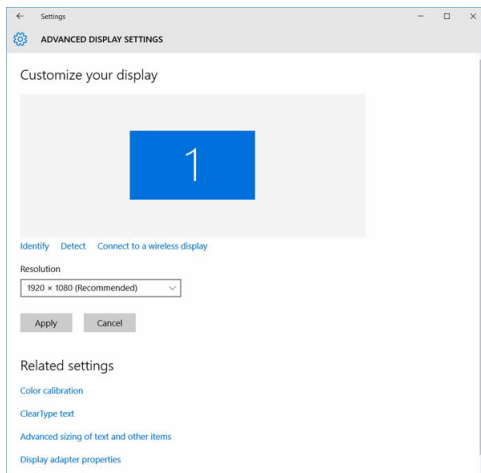 Settings
ADVANCED DISPLAY SETTINGS
Customize your display
1
Identify Detect Connect to a wireless display
Resolution
1920 × 1080 (Recommended)
Apply Cancel
Related settings
Color calibration
ClearType text
Advanced sizing of text and other items
Display adapter properties